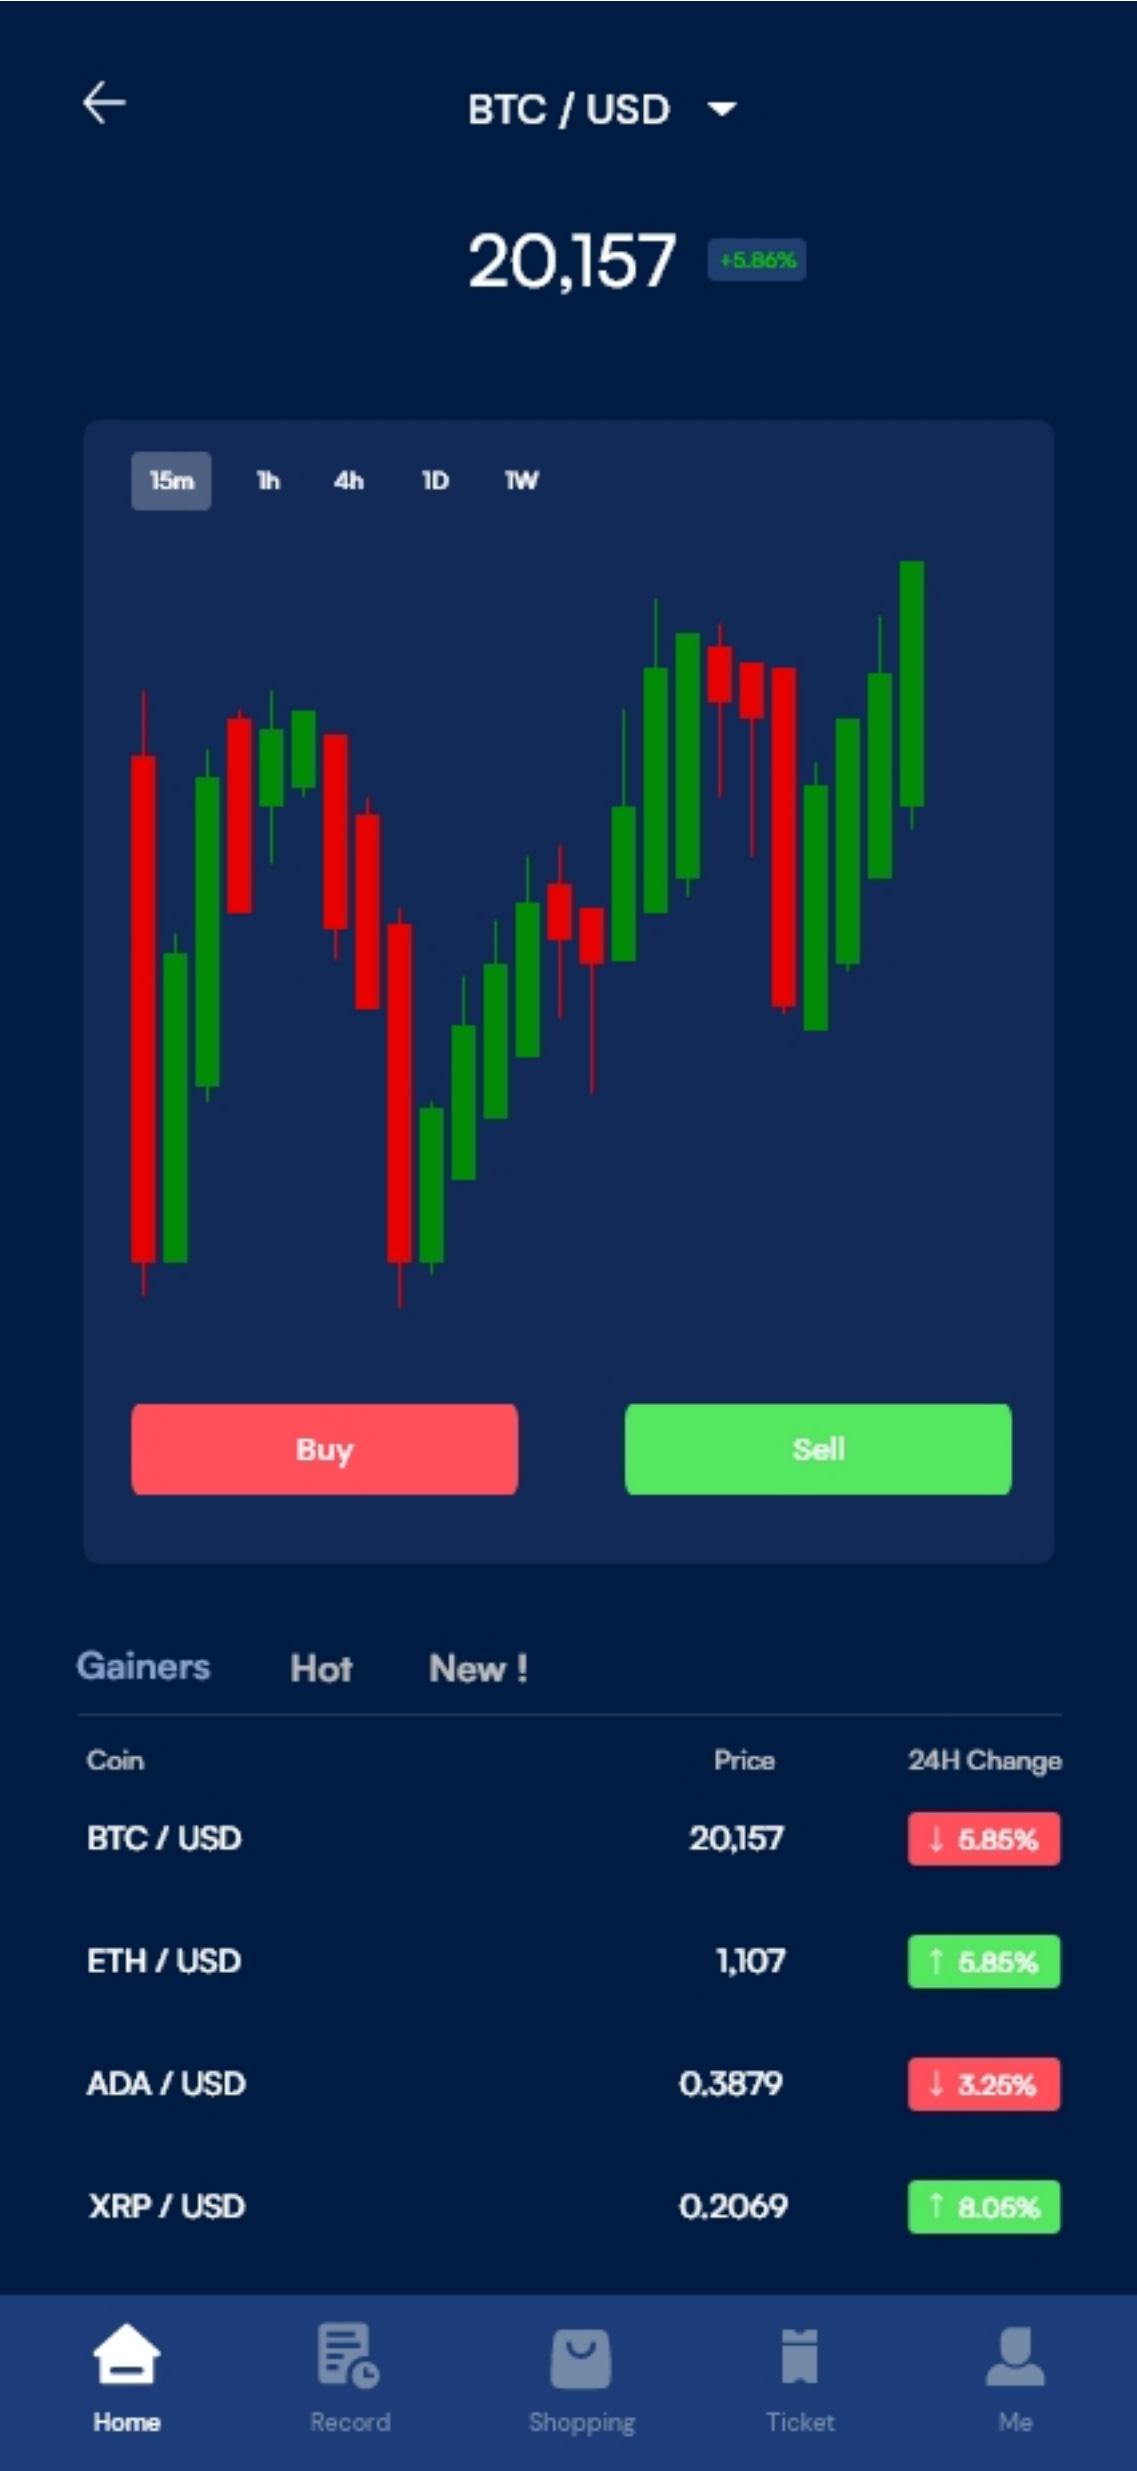 BTC / USD
20,157 +5.86%
15m 1h 4h 1D 1W
Buy Sell
Gainers Hot New !
Coin Price 24H Change
BTC / USD 20,157 ↓ 5.85%
ETH / USD 1,107 ↑ 5.85%
ADA / USD 0.3879 ↓ 3.25%
XRP / USD 0.2069 ↑ 8.05%
Home Record Shopping Ticket Me